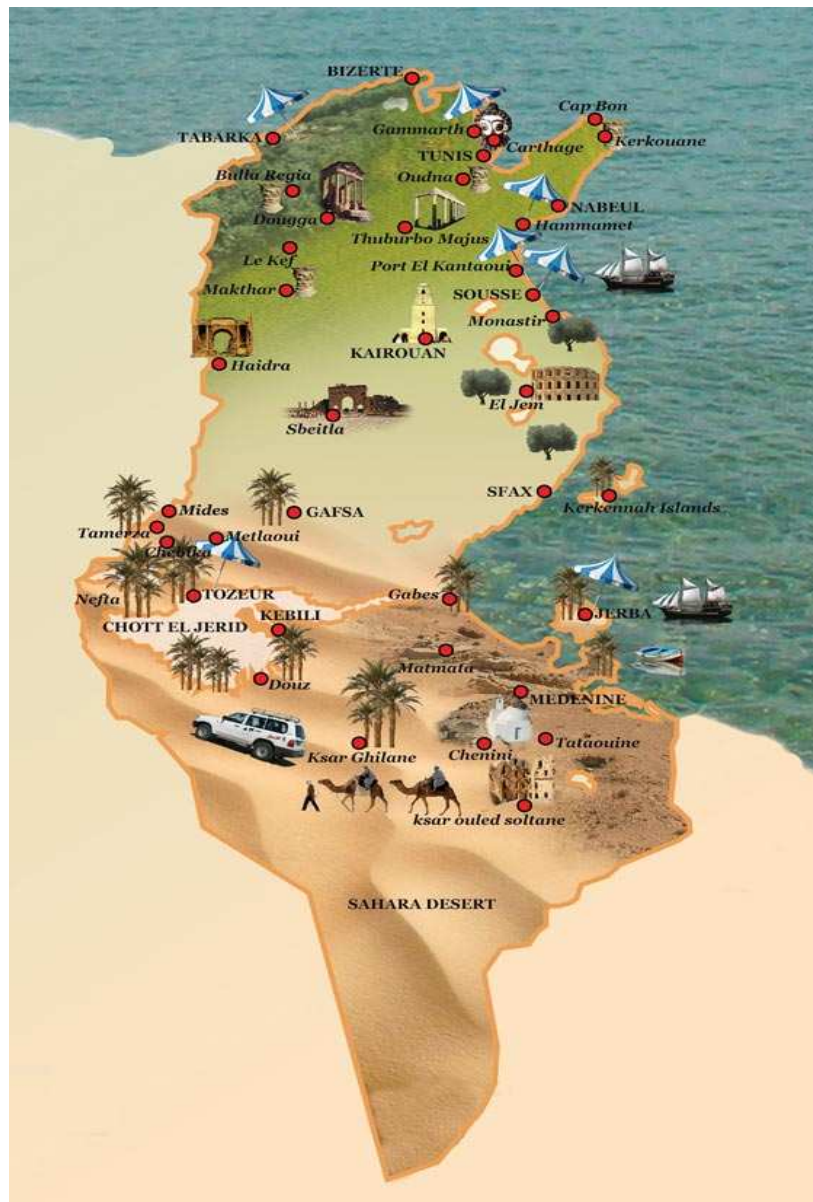 BIZERTE
Cap Bon
Gammarth
TABARKA
Carthage
Kerkouane
TUNIS
Bulla Regia
Oudna
NABEUL
Dougga
Hammamet
Thuburbo Majus
Le Kef
Port El Kantaoui
Makthar
SOUSSE
Monastir
KAIROUAN
Haidra
El Jem
Sbeitla
SFAX
Kerkennah Islands
Mides
GAFSA
Tamerza
Metlaoui
Chebika
Nefta
TOZEUR
Gabes
JERBA
KEBILI
CHOTT EL JERID
Matmata
Douz
MEDENINE
Ksar Ghilane
Chenini
Tataouine
ksar ouled soltane
SAHARA DESERT